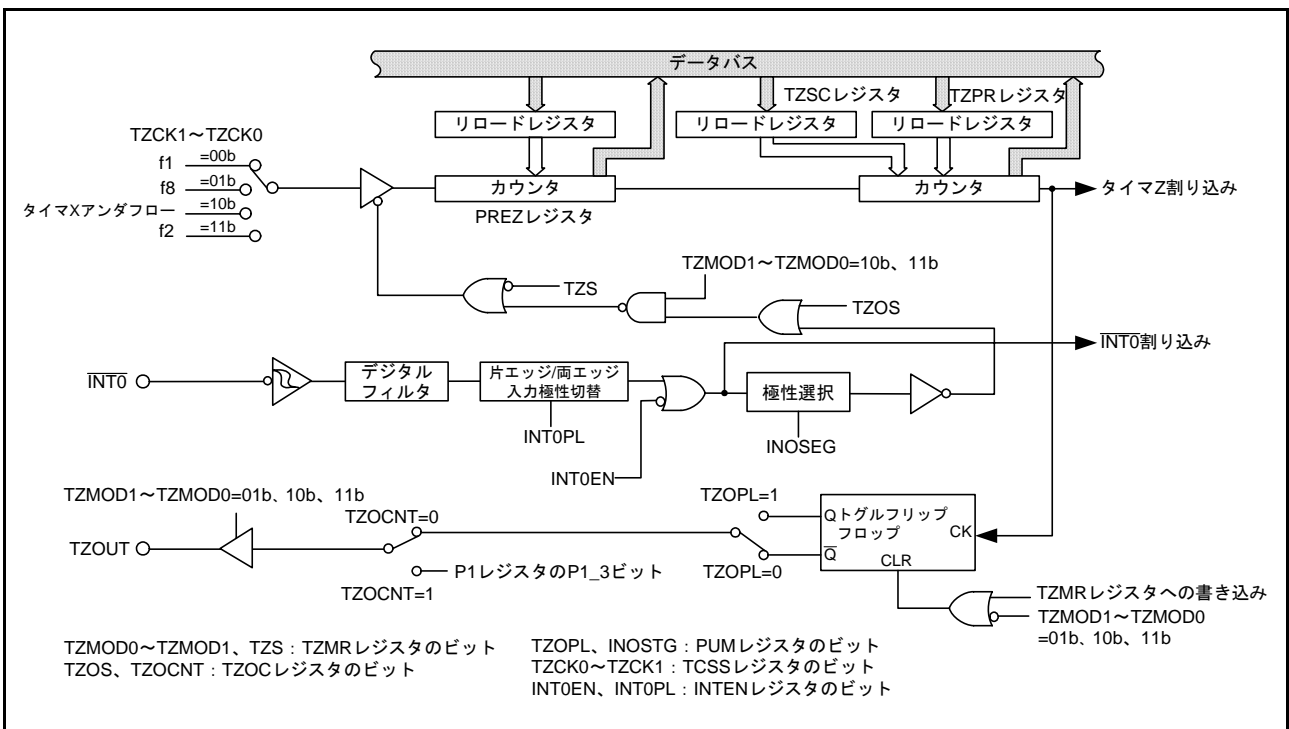 データバス
TZSCレジスタ
TZPRレジスタ
リロードレジスタ
リロードレジスタ
リロードレジスタ
TZCK1～TZCK0
f1 =00b
f8 =01b
タイマXアンダフロー =10b
f2 =11b
カウンタ
カウンタ
タイマZ割り込み
PREZレジスタ
TZMOD1～TZMOD0=10b、11b
TZS
TZOS
INT0割り込み
INT0
デジタル
フィルタ
片エッジ/両エッジ
入力極性切替
極性選択
INT0PL
INOSEG
INT0EN
TZMOD1～TZMOD0=01b、10b、11b
TZOPL=1
TZOCNT=0
Qトグルフリップ
フロップ
CK
Q
CLR
TZOUT
P1レジスタのP1_3ビット
TZOPL=0
TZOCNT=1
TZMRレジスタへの書き込み
TZMOD1～TZMOD0
=01b、10b、11b
TZMOD0～TZMOD1、TZS：TZMRレジスタのビット
TZOS、TZOCNT：TZOCレジスタのビット
TZOPL、INOSTG：PUMレジスタのビット
TZCK0～TZCK1：TCSSレジスタのビット
INT0EN、INT0PL：INTENレジスタのビット